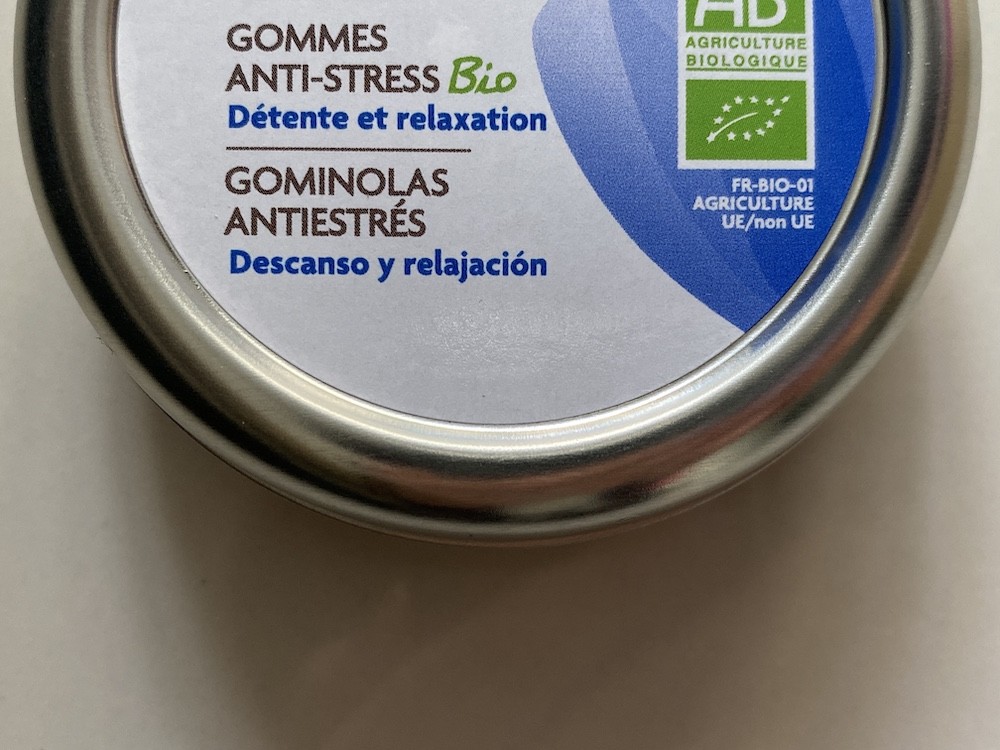 GOMMES
ANTI-STRESS Bio
Détente et relaxation
GOMINOLAS
ANTIESTRÉS
Descanso y relajación
AB
AGRICULTURE
BIOLOGIQUE
FR-BIO-01
AGRICULTURE
UE/non UE